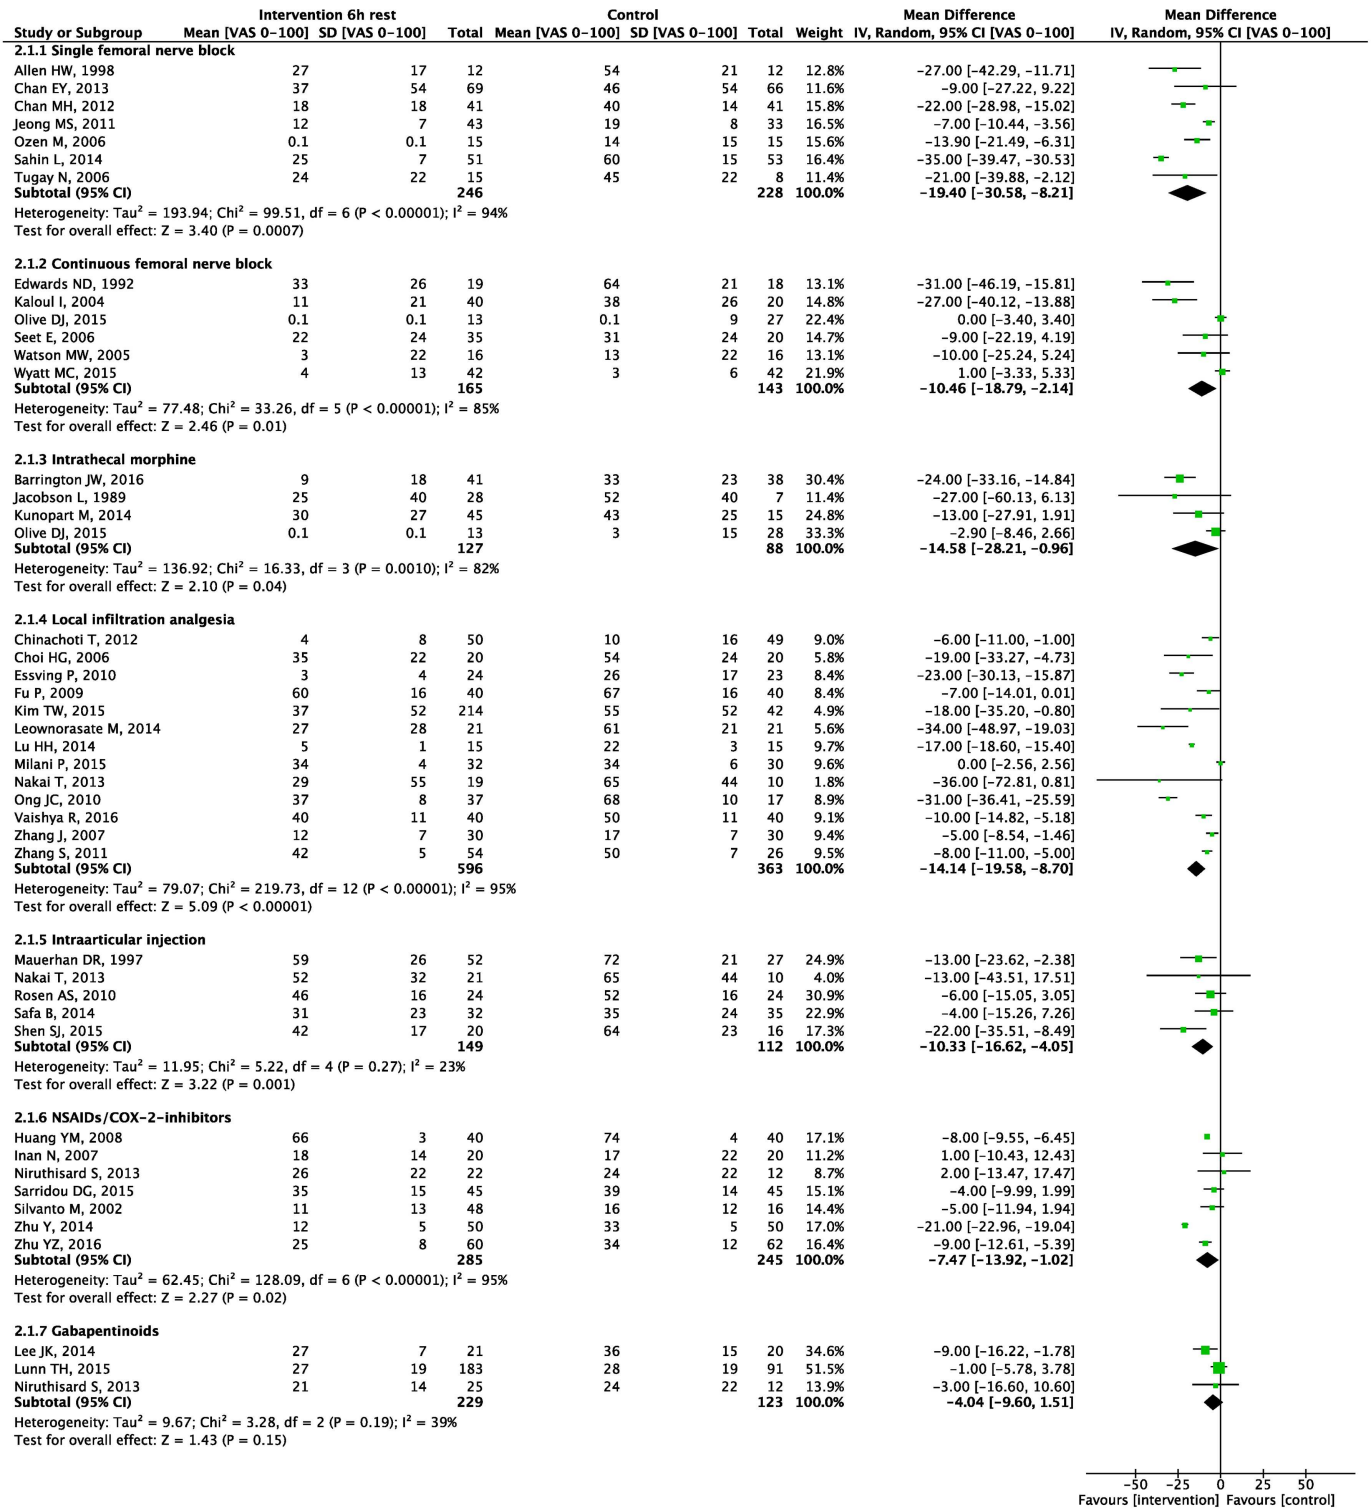 Intervention 6h rest Control Mean Difference Mean Difference
Study or Subgroup Mean [VAS 0-100] SD [VAS 0-100] Total Mean [VAS 0-100] SD [VAS 0-100] Total Weight IV, Random, 95% CI [VAS 0-100] IV, Random, 95% CI [VAS 0-100]
2.1.1 Single femoral nerve block
Allen HW, 1998 27 17 12 54 21 12 12.8% -27.00 [-42.29, -11.71]
Chan EY, 2013 37 54 69 46 54 66 11.6% -9.00 [-27.22, 9.22]
Chan MH, 2012 18 18 41 40 14 41 15.8% -22.00 [-28.98, -15.02]
Jeong MS, 2011 12 7 43 19 8 33 16.5% -7.00 [-10.44, -3.56]
Ozen M, 2006 0.1 0.1 15 14 15 15 15.5% -13.90 [-21.49, -6.31]
Sahin L, 2014 25 7 51 60 15 53 16.4% -35.00 [-39.47, -30.53]
Tugay N, 2006 24 22 15 45 22 8 11.4% -21.00 [-39.88, -2.12]
Subtotal (95% CI) 246 228 100.0% -19.40 [-30.58, -8.21]
Heterogeneity: Tau² = 193.94; Chi² = 99.51, df = 6 (P < 0.00001); I² = 94%
Test for overall effect: Z = 3.40 (P = 0.0007)
2.1.2 Continuous femoral nerve block
Edwards ND, 1992 33 26 19 64 21 18 13.1% -31.00 [-46.19, -15.81]
Kaloul I, 2004 11 21 40 38 26 20 14.8% -27.00 [-40.12, -13.88]
Olive DJ, 2015 0.1 0.1 13 0.1 9 27 22.4% 0.00 [-3.40, 3.40]
Seet E, 2006 22 24 35 31 24 20 14.7% -9.00 [-22.19, 4.19]
Watson MW, 2005 3 22 16 13 22 16 13.1% -10.00 [-25.24, 5.24]
Wyatt MC, 2015 4 13 42 3 6 42 21.9% 1.00 [-3.33, 5.33]
Subtotal (95% CI) 165 143 100.0% -10.46 [-18.79, -2.14]
Heterogeneity: Tau² = 77.48; Chi² = 33.26, df = 5 (P < 0.00001); I² = 85%
Test for overall effect: Z = 2.46 (P = 0.01)
2.1.3 Intrathecal morphine
Barrington JW, 2016 9 18 41 33 23 38 30.4% -24.00 [-33.16, -14.84]
Jacobson L, 1989 25 40 28 52 40 7 11.4% -27.00 [-60.13, 6.13]
Kunopart M, 2014 30 27 45 43 25 15 24.8% -13.00 [-27.91, 1.91]
Olive DJ, 2015 0.1 0.1 13 3 15 28 33.3% -2.90 [-8.46, 2.66]
Subtotal (95% CI) 127 88 100.0% -14.58 [-28.21, -0.96]
Heterogeneity: Tau² = 136.92; Chi² = 16.33, df = 3 (P = 0.0010); I² = 82%
Test for overall effect: Z = 2.10 (P = 0.04)
2.1.4 Local infiltration analgesia
Chinachoti T, 2012 4 8 50 10 16 49 9.0% -6.00 [-11.00, -1.00]
Choi HG, 2006 35 22 20 54 24 20 5.8% -19.00 [-33.27, -4.73]
Essving P, 2010 3 4 24 26 17 23 8.4% -23.00 [-30.13, -15.87]
Fu P, 2009 60 16 40 67 16 40 8.4% -7.00 [-14.01, 0.01]
Kim TW, 2015 37 52 214 55 52 42 4.9% -18.00 [-35.20, -0.80]
Leownorasate M, 2014 27 28 21 61 21 21 5.6% -34.00 [-48.97, -19.03]
Lu HH, 2014 5 1 15 22 3 15 9.7% -17.00 [-18.60, -15.40]
Milani P, 2015 34 4 32 34 6 30 9.6% 0.00 [-2.56, 2.56]
Nakai T, 2013 29 55 19 65 44 10 1.8% -36.00 [-72.81, 0.81]
Ong JC, 2010 37 8 37 68 10 17 8.9% -31.00 [-36.41, -25.59]
Vaishya R, 2016 40 11 40 50 11 40 9.1% -10.00 [-14.82, -5.18]
Zhang J, 2007 12 7 30 17 7 30 9.4% -5.00 [-8.54, -1.46]
Zhang S, 2011 42 5 54 50 7 26 9.5% -8.00 [-11.00, -5.00]
Subtotal (95% CI) 596 363 100.0% -14.14 [-19.58, -8.70]
Heterogeneity: Tau² = 79.07; Chi² = 219.73, df = 12 (P < 0.00001); I² = 95%
Test for overall effect: Z = 5.09 (P < 0.00001)
2.1.5 Intraarticular injection
Mauerhan DR, 1997 59 26 52 72 21 27 24.9% -13.00 [-23.62, -2.38]
Nakai T, 2013 52 32 21 65 44 10 4.0% -13.00 [-43.51, 17.51]
Rosen AS, 2010 46 16 24 52 16 24 30.9% -6.00 [-15.05, 3.05]
Safa B, 2014 31 23 32 35 24 35 22.9% -4.00 [-15.26, 7.26]
Shen SJ, 2015 42 17 20 64 23 16 17.3% -22.00 [-35.51, -8.49]
Subtotal (95% CI) 149 112 100.0% -10.33 [-16.62, -4.05]
Heterogeneity: Tau² = 11.95; Chi² = 5.22, df = 4 (P = 0.27); I² = 23%
Test for overall effect: Z = 3.22 (P = 0.001)
2.1.6 NSAIDs/COX-2-inhibitors
Huang YM, 2008 66 3 40 74 4 40 17.1% -8.00 [-9.55, -6.45]
Inan N, 2007 18 14 20 17 22 20 11.2% 1.00 [-10.43, 12.43]
Niruthisard S, 2013 26 22 22 24 22 12 8.7% 2.00 [-13.47, 17.47]
Sarridou DG, 2015 35 15 45 39 14 45 15.1% -4.00 [-9.99, 1.99]
Silvanto M, 2002 11 13 48 16 12 16 14.4% -5.00 [-11.94, 1.94]
Zhu Y, 2014 12 5 50 33 5 50 17.0% -21.00 [-22.96, -19.04]
Zhu YZ, 2016 25 8 60 34 12 62 16.4% -9.00 [-12.61, -5.39]
Subtotal (95% CI) 285 245 100.0% -7.47 [-13.92, -1.02]
Heterogeneity: Tau² = 62.45; Chi² = 128.09, df = 6 (P < 0.00001); I² = 95%
Test for overall effect: Z = 2.27 (P = 0.02)
2.1.7 Gabapentinoids
Lee JK, 2014 27 7 21 36 15 20 34.6% -9.00 [-16.22, -1.78]
Lunn TH, 2015 27 19 183 28 19 91 51.5% -1.00 [-5.78, 3.78]
Niruthisard S, 2013 21 14 25 24 22 12 13.9% -3.00 [-16.60, 10.60]
Subtotal (95% CI) 229 123 100.0% -4.04 [-9.60, 1.51]
Heterogeneity: Tau² = 9.67; Chi² = 3.28, df = 2 (P = 0.19); I² = 39%
Test for overall effect: Z = 1.43 (P = 0.15)
-50 -25 0 25 50
Favours [intervention] Favours [control]